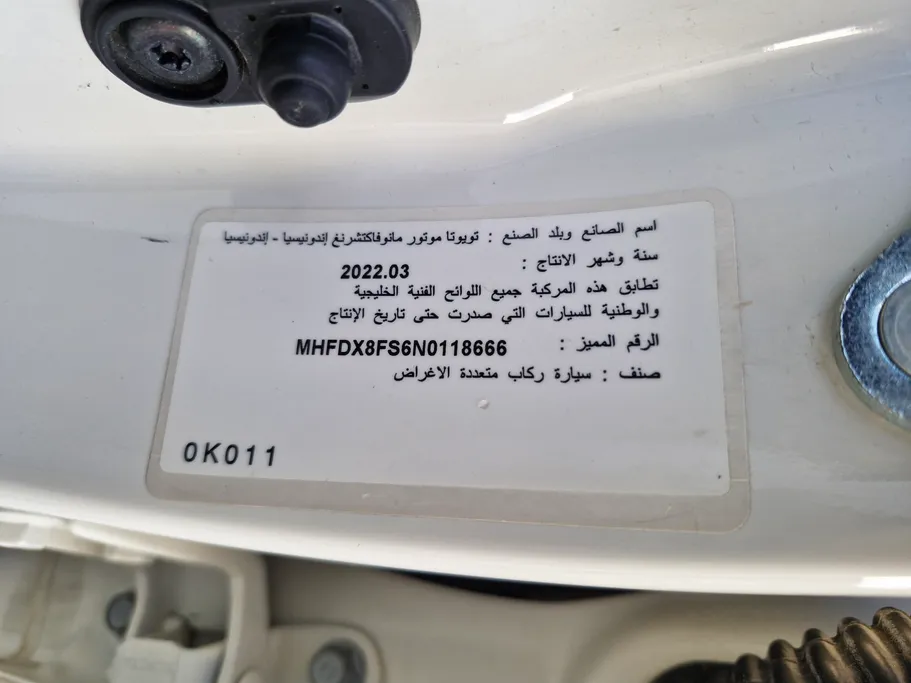 اسم الصانع وبلد الصنع : تويوتا موتور مانوفاكتشرنغ إندونيسيا - إندونيسيا
سنة وشهر الانتاج : 2022.03
تطابق هذه المركبة جميع اللوائح الفنية الخليجية
والوطنية للسيارات التي صدرت حتى تاريخ الإنتاج
الرقم المميز : MHFDX8FS6N0118666
صنف : سيارة ركاب متعددة الاغراض
0K011